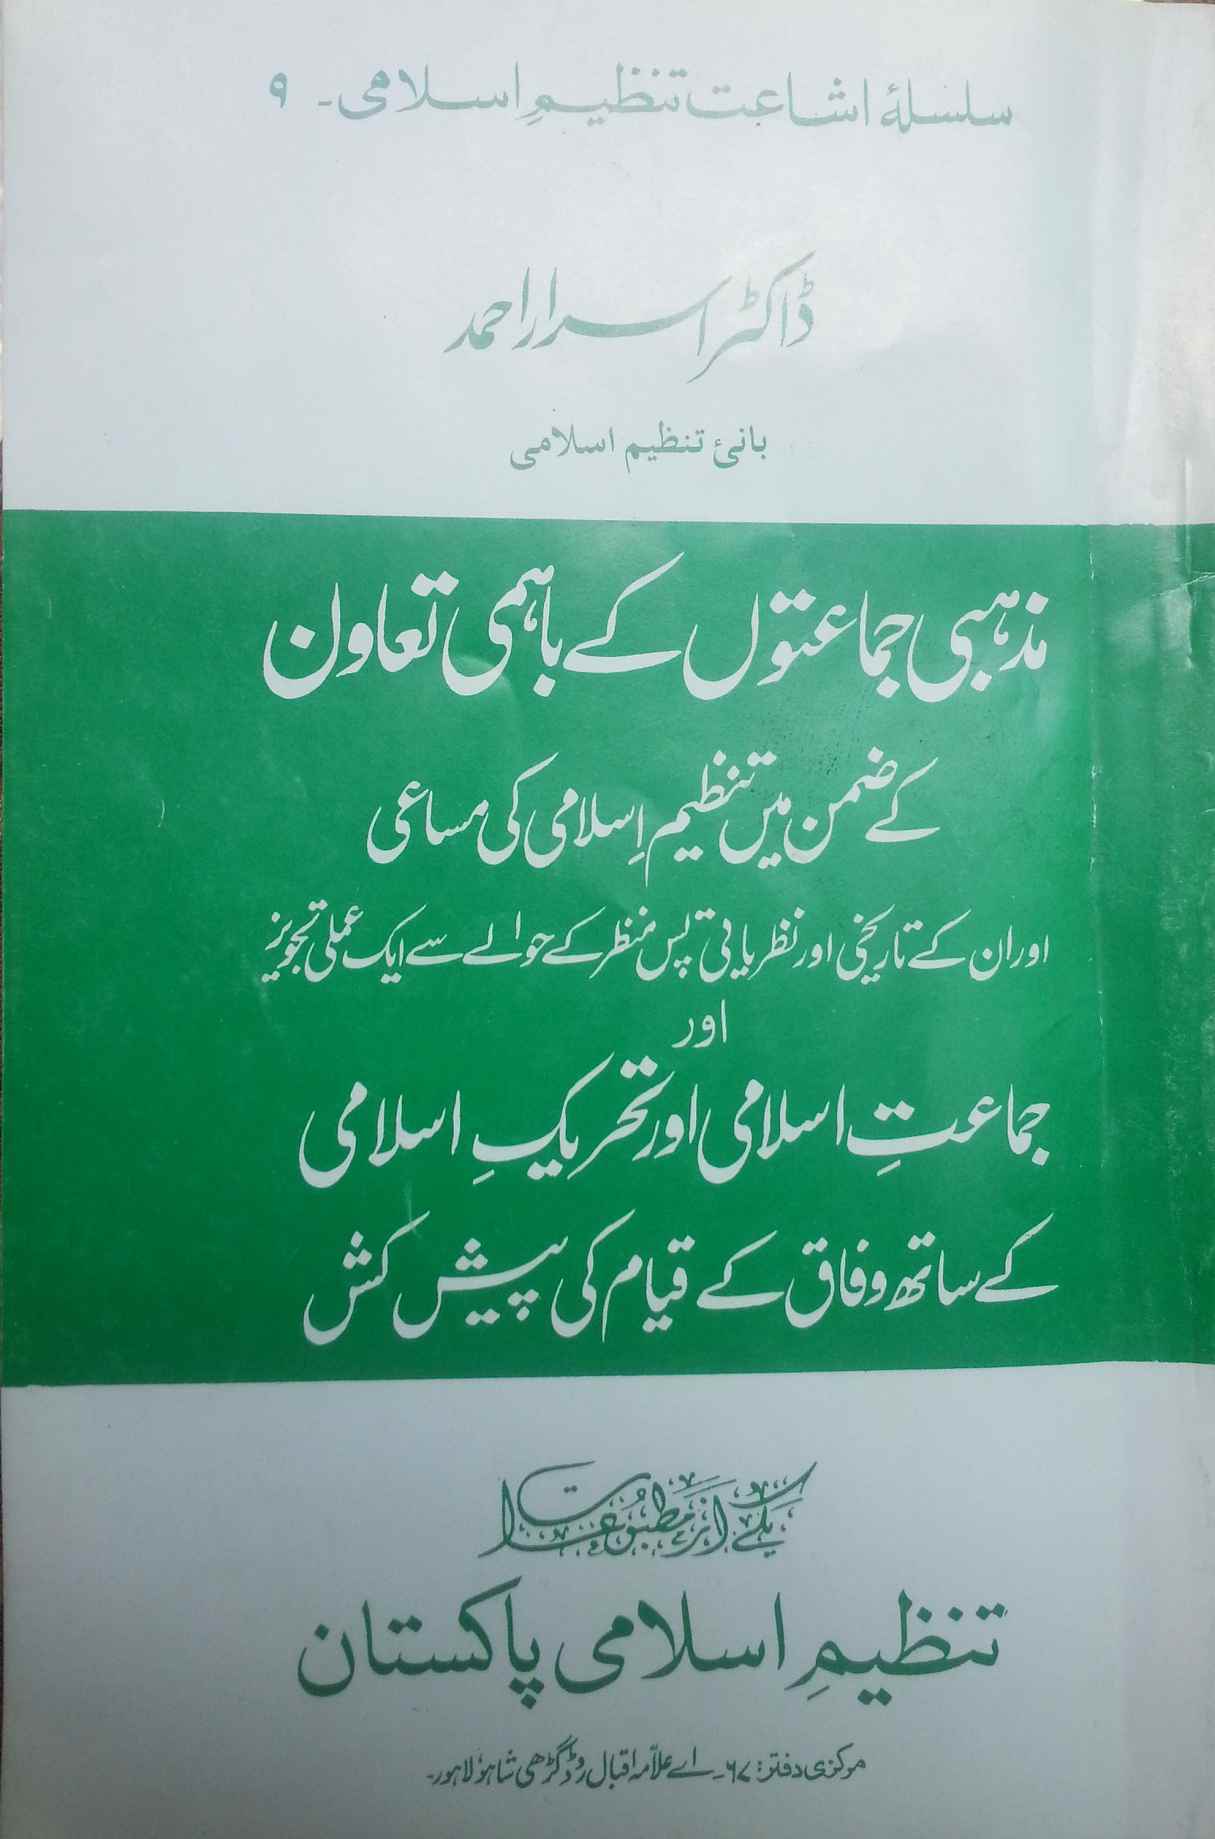 سلسلۂ اشاعت تنظیمِ اسلامی۔ ۹
ڈاکٹر اسرار احمد
بانئ تنظیم اسلامی
مذہبی جماعتوں کے باہمی تعاون
کے ضمن میں تنظیم اِسلامی کی مساعی
اور ان کے تاریخی اور نظریاتی پس منظر کے حوالے سے ایک عملی تجویز
اور
جماعتِ اسلامی اور تحریکِ اسلامی
کے ساتھ وفاق کے قیام کی پیش کش
یکے از مطبوعات
تنظیمِ اسلامی پاکستان
مرکزی دفتر: ۶۷۔ اے علاّمہ اقبال روڈ گڑھی شاہو لاہور۔